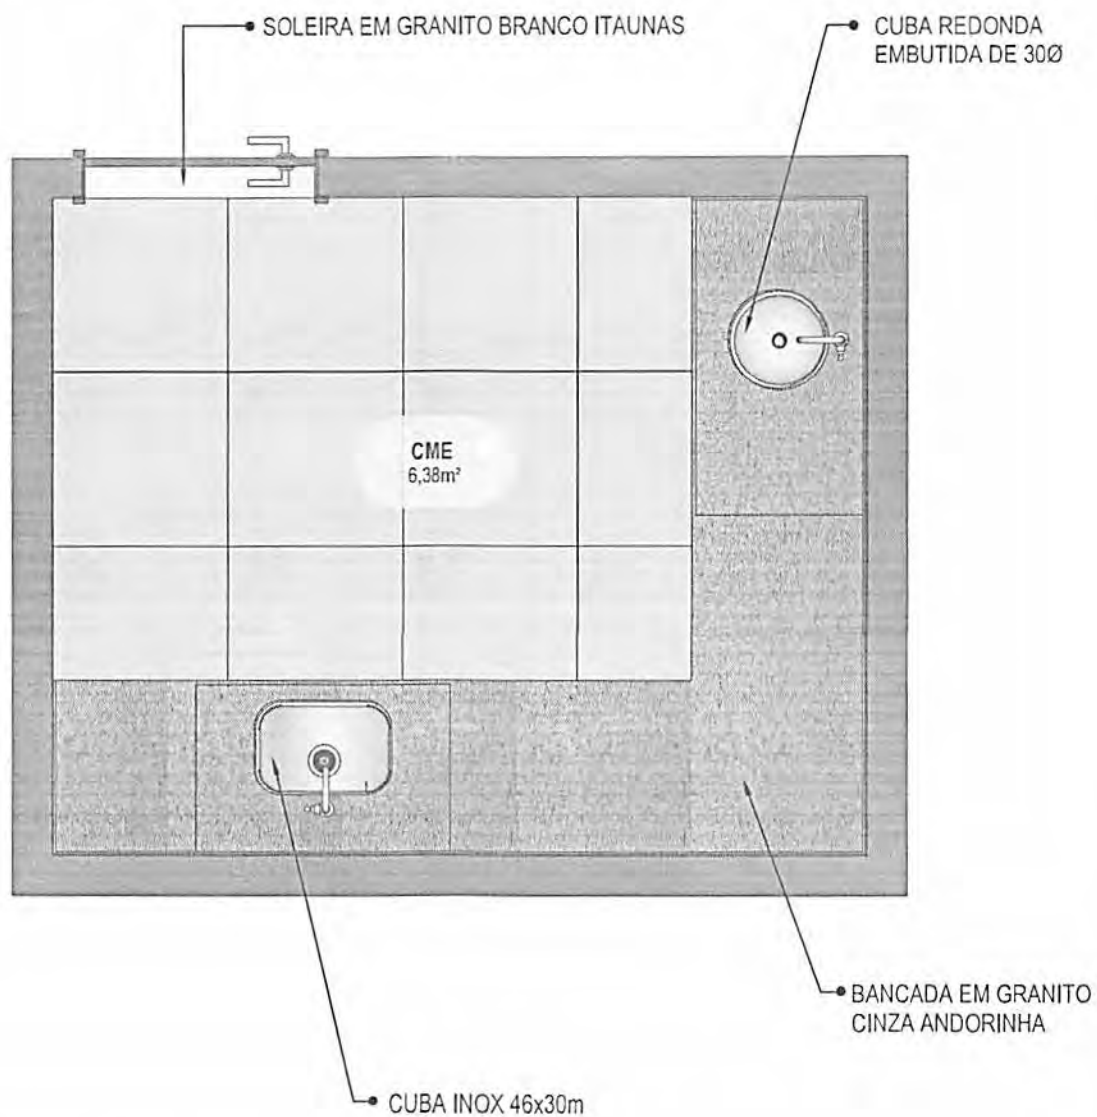 SOLEIRA EM GRANITO BRANCO ITAUNAS
CUBA REDONDA
EMBUTIDA DE 30Ø
CME
6,38m²
BANCADA EM GRANITO
CINZA ANDORINHA
CUBA INOX 46x30m